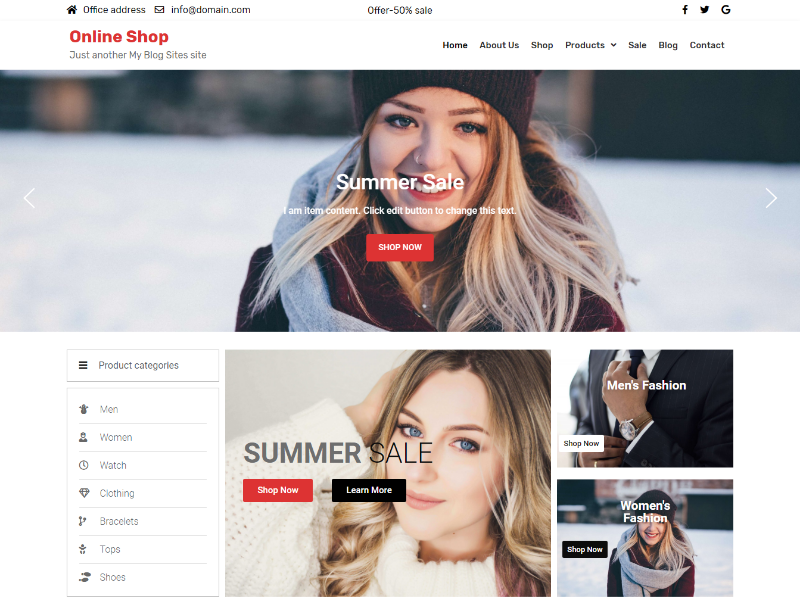 Office address info@domain.com Offer-50% sale
Online Shop
Just another My Blog Sites site
Home About Us Shop Products Sale Blog Contact
Summer Sale
I am item content. Click edit button to change this text.
SHOP NOW
Product categories
Men
Women
Watch
Clothing
Bracelets
Tops
Shoes
SUMMER SALE
Shop Now Learn More
Men's Fashion
Shop Now
Women's
Fashion
Shop Now